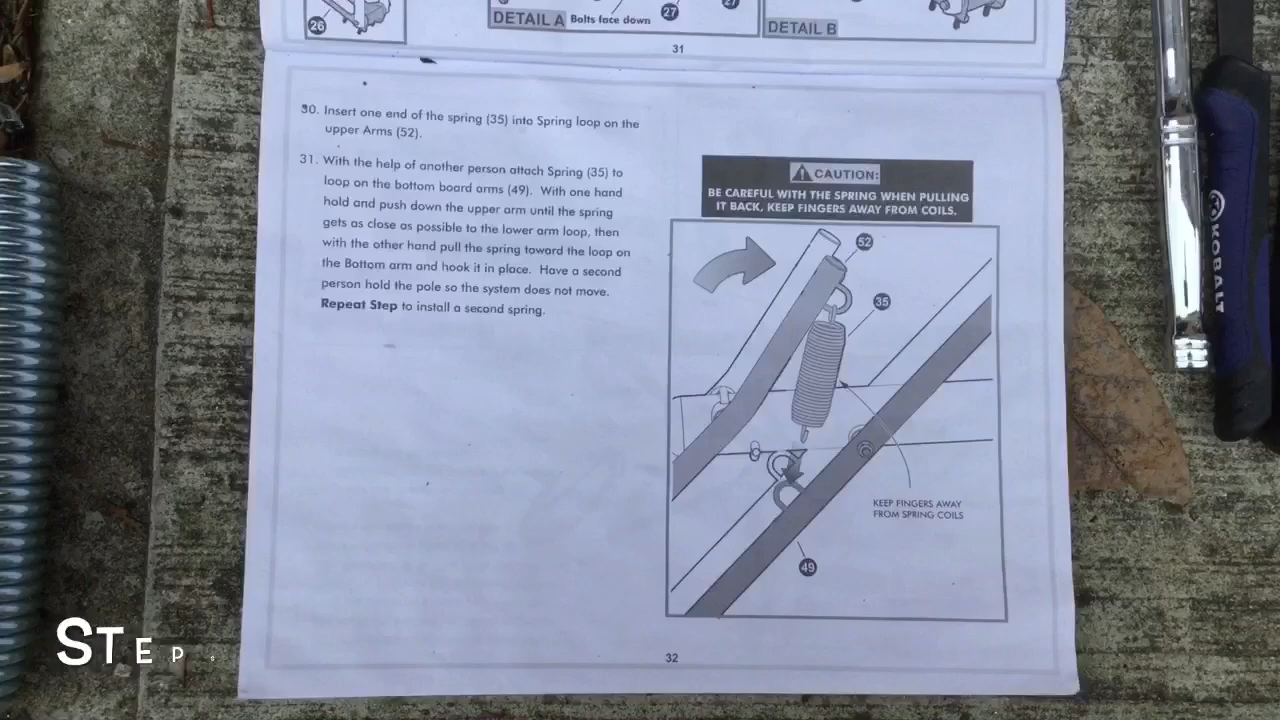 26
DETAIL A Bolts face down
27
27
DETAIL B
31
30. Insert one end of the spring (35) into Spring loop on the
upper Arms (52).
31. With the help of another person attach Spring (35) to
loop on the bottom board arms (49). With one hand
hold and push down the upper arm until the spring
gets as close as possible to the lower arm loop, then
with the other hand pull the spring toward the loop on
the Bottom arm and hook it in place. Have a second
person hold the pole so the system does not move.
Repeat Step to install a second spring.
CAUTION:
BE CAREFUL WITH THE SPRING WHEN PULLING
IT BACK, KEEP FINGERS AWAY FROM COILS.
52
35
KEEP FINGERS AWAY
FROM SPRING COILS
49
32
KOBALT
STEP